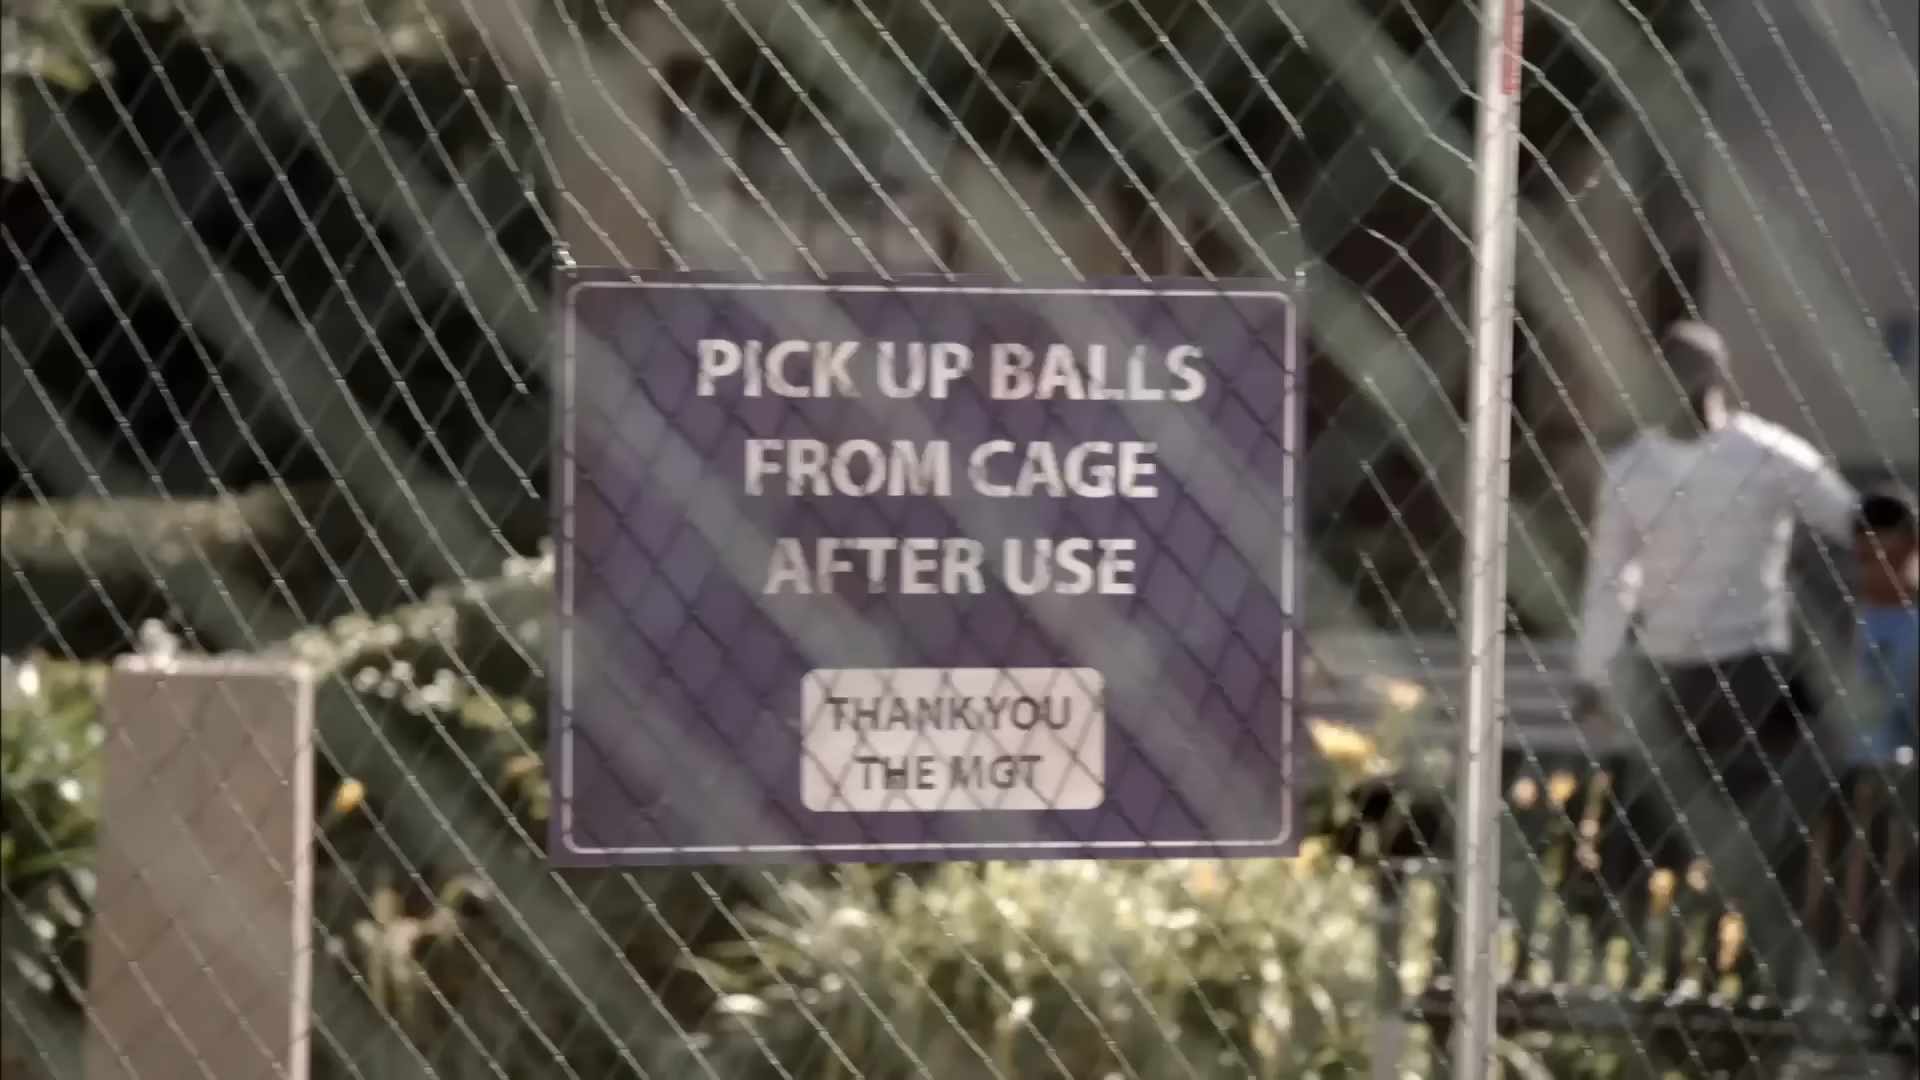 PICK UP BALLS
FROM CAGE
AFTER USE
THANK YOU
THE MGT